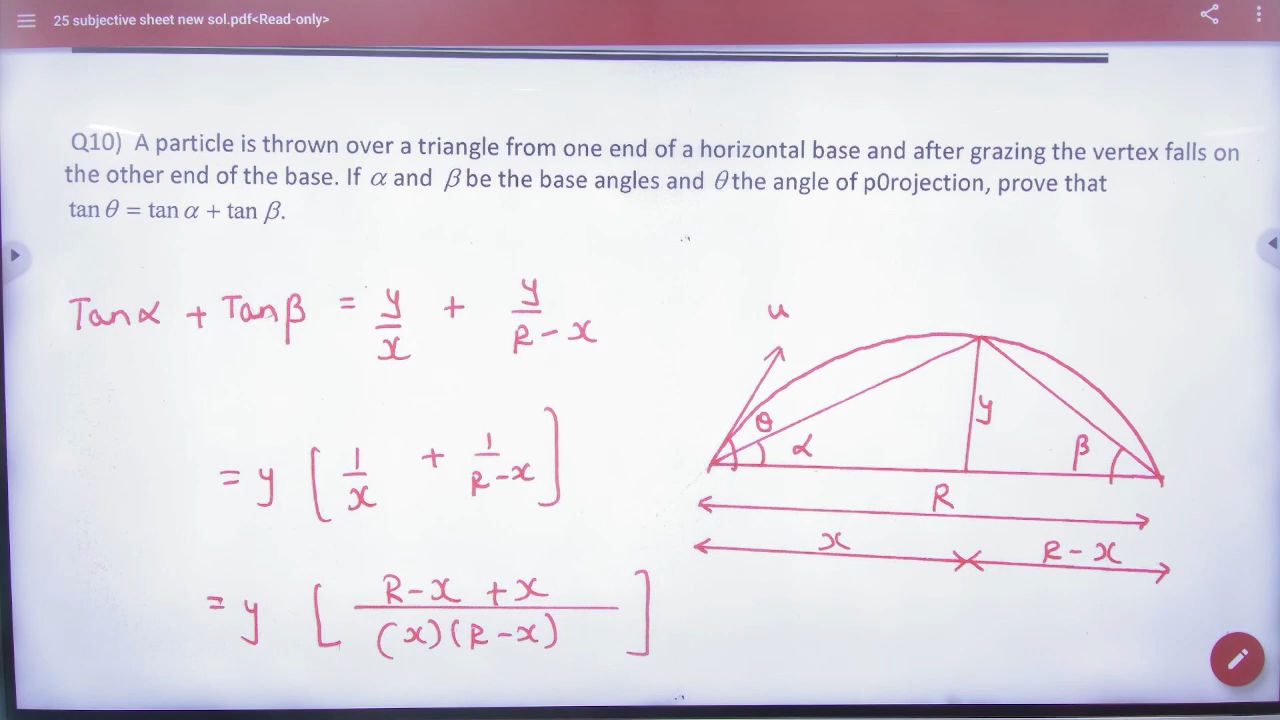 25 subjective sheet new sol.pdf<Read-only>
Q10) A particle is thrown over a triangle from one end of a horizontal base and after grazing the vertex falls on
the other end of the base. If α and β be the base angles and θ the angle of p0rojection, prove that
tan θ = tan α + tan β.
Tanα + Tanβ = y/x + y/(R-x)
= y [ 1/x + 1/(R-x) ]
= y [ (R-x +x)/((x)(R-x)) ]
u
θ
α
y
β
R
x
R-x